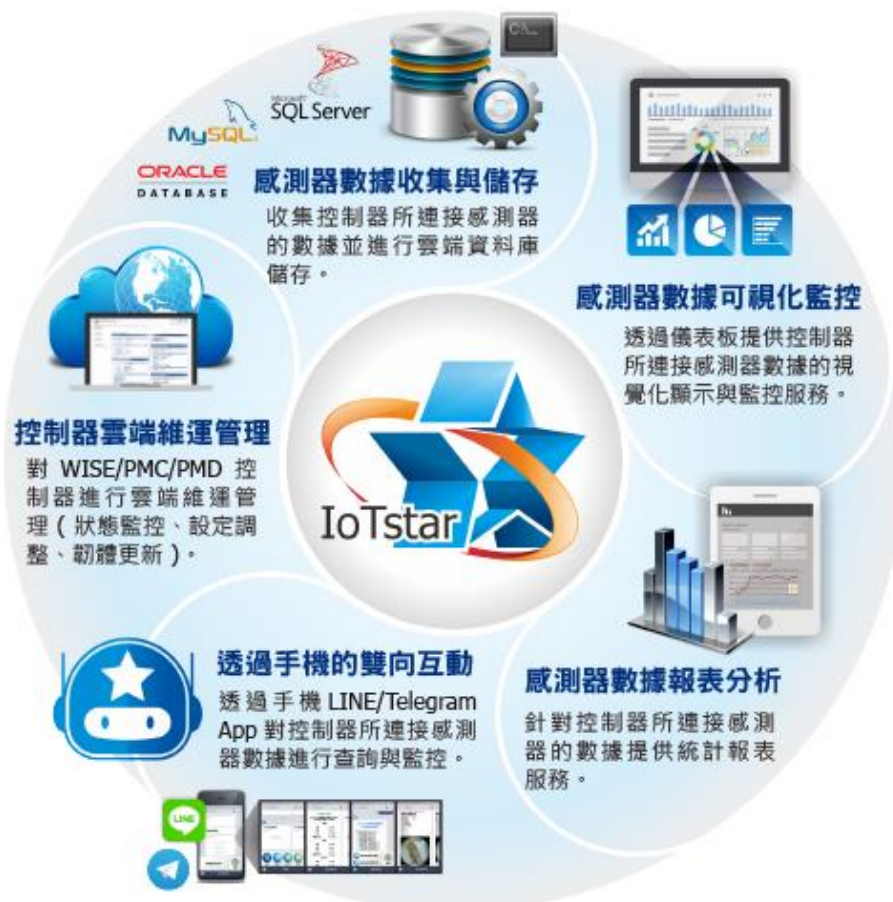 C:\_
Microsoft
SQL Server
MySQL
ORACLE
DATABASE
感測器數據收集與儲存
收集控制器所連接感測器
的數據並進行雲端資料庫
儲存。
感測器數據可視化監控
透過儀表板提供控制器
所連接感測器數據的視
覺化顯示與監控服務。
控制器雲端維運管理
對 WISE/PMC/PMD 控
制器進行雲端維運管
理 ( 狀態監控、設定調
整、韌體更新 )。
IoTstar
透過手機的雙向互動
透過手機 LINE/Telegram
App 對控制器所連接感測
器數據進行查詢與監控。
感測器數據報表分析
針對控制器所連接感測
器的數據提供統計報表
服務。
LINE